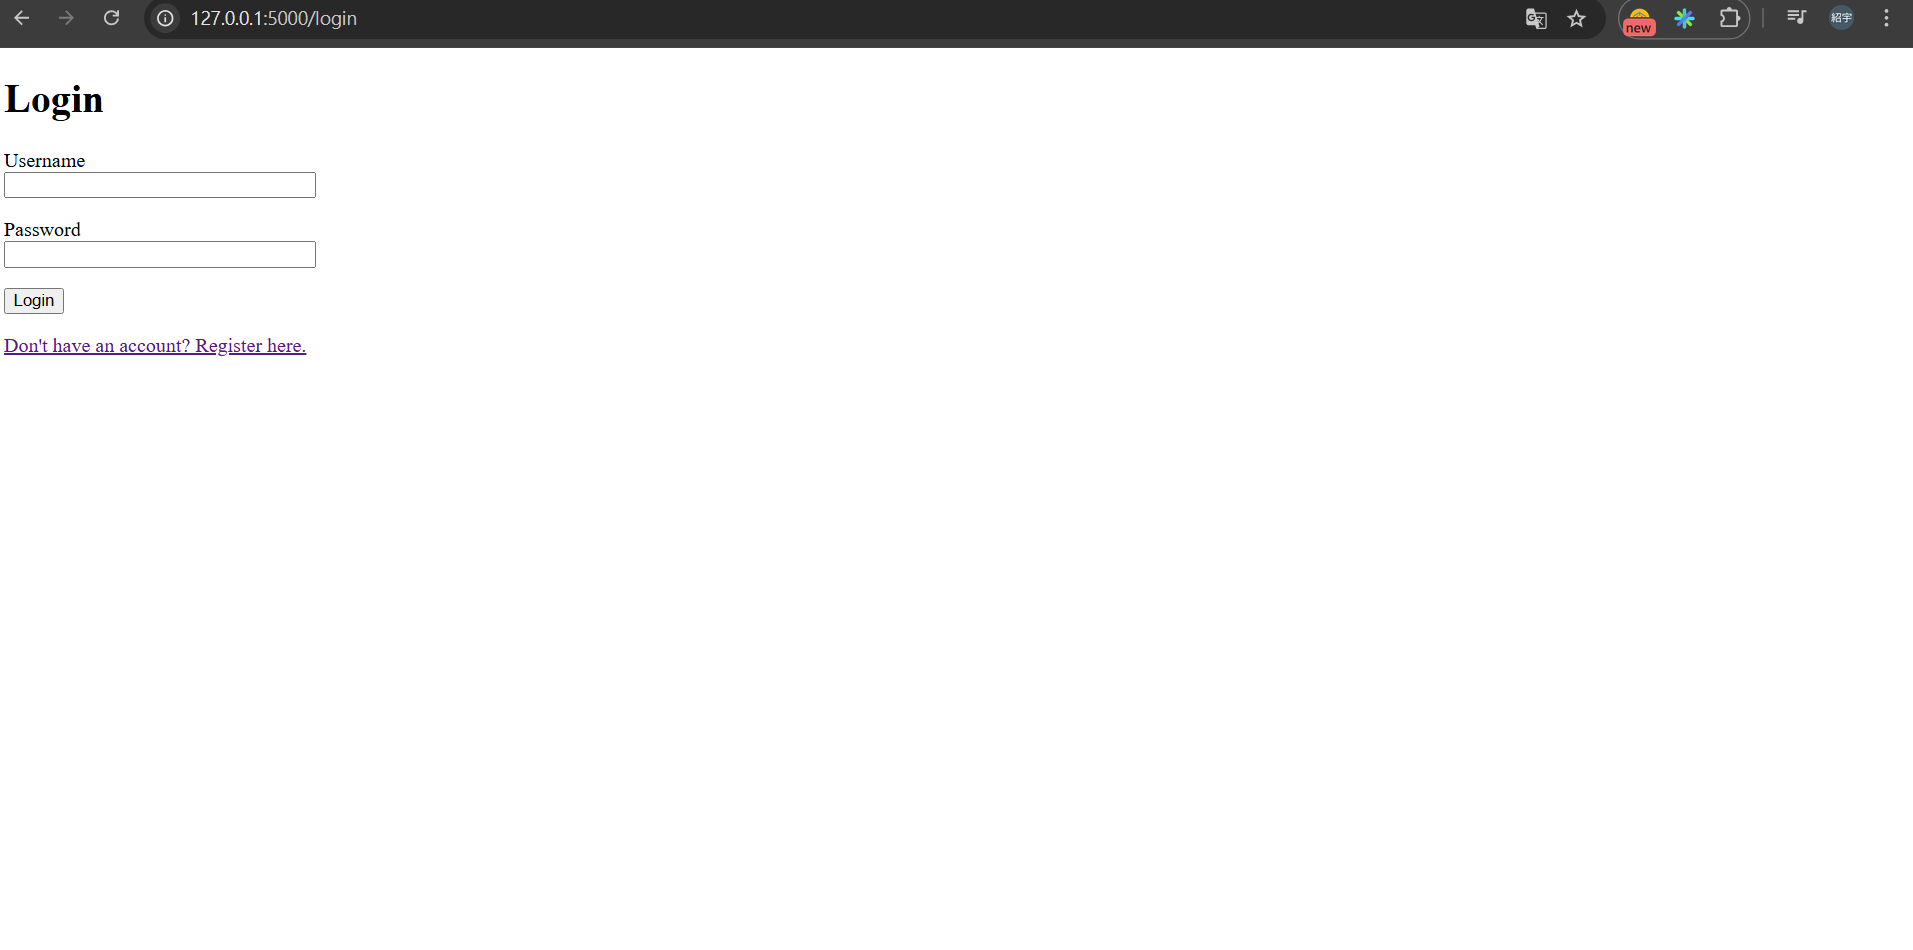 127.0.0.1:5000/login
new
紹宇
Login
Username
Password
Login
Don't have an account? Register here.